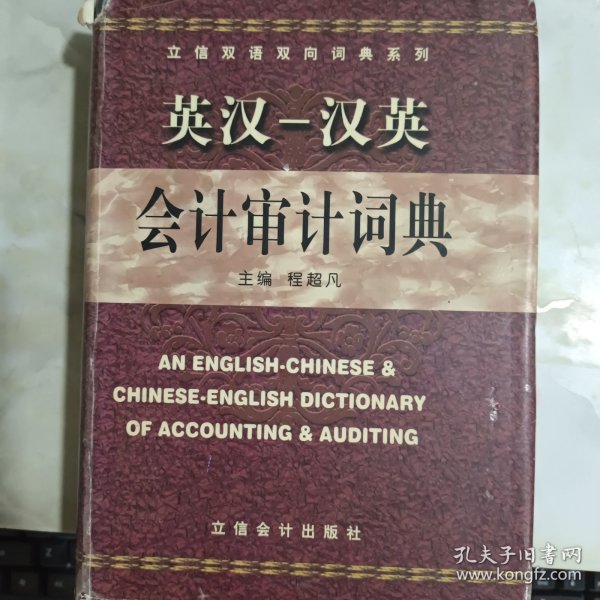 立信双语双向词典系列
英汉－汉英
会计审计词典
主编 程超凡
AN ENGLISH-CHINESE &
CHINESE-ENGLISH DICTIONARY
OF ACCOUNTING & AUDITING
立信会计出版社
孔夫子旧书网
www.kongfz.com